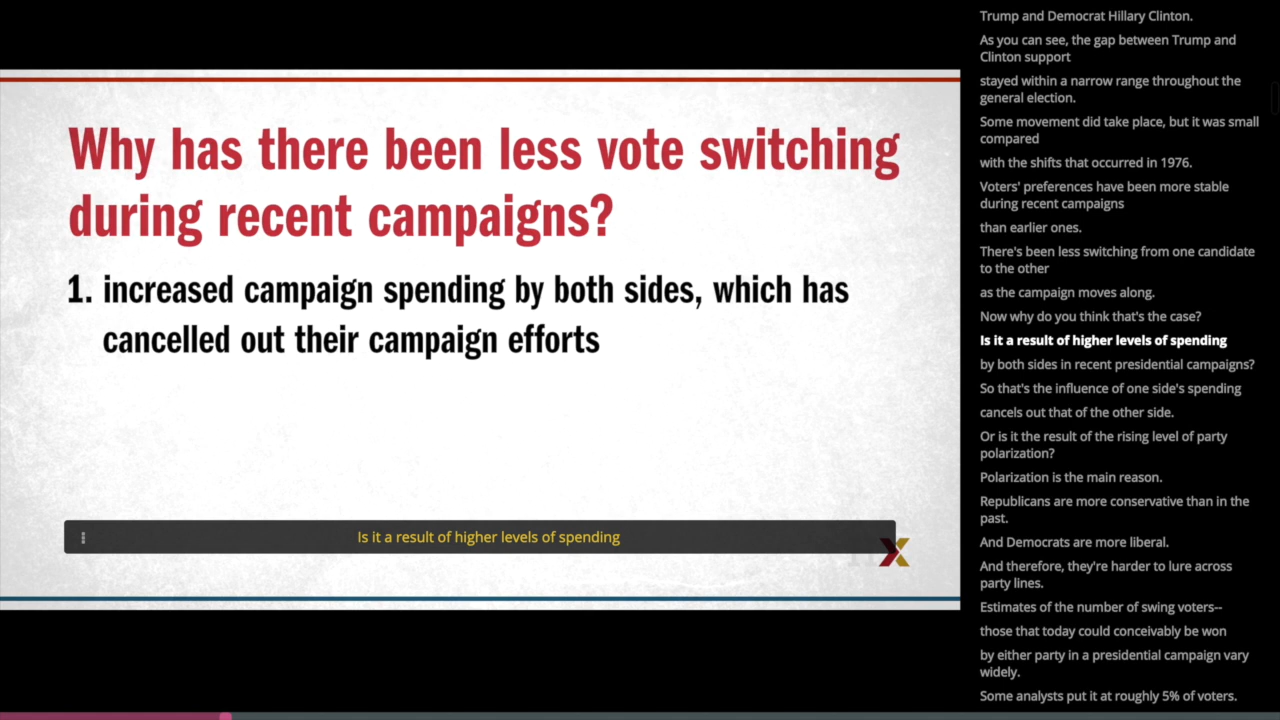 Why has there been less vote switching
during recent campaigns?
1. increased campaign spending by both sides, which has
cancelled out their campaign efforts
Is it a result of higher levels of spending
X
Trump and Democrat Hillary Clinton.
As you can see, the gap between Trump and
Clinton support
stayed within a narrow range throughout the
general election.
Some movement did take place, but it was small
compared
with the shifts that occurred in 1976.
Voters' preferences have been more stable
during recent campaigns
than earlier ones.
There's been less switching from one candidate
to the other
as the campaign moves along.
Now why do you think that's the case?
Is it a result of higher levels of spending
by both sides in recent presidential campaigns?
So that's the influence of one side's spending
cancels out that of the other side.
Or is it the result of the rising level of party
polarization?
Polarization is the main reason.
Republicans are more conservative than in the
past.
And Democrats are more liberal.
And therefore, they're harder to lure across
party lines.
Estimates of the number of swing voters--
those that today could conceivably be won
by either party in a presidential campaign vary
widely.
Some analysts put it at roughly 5% of voters.